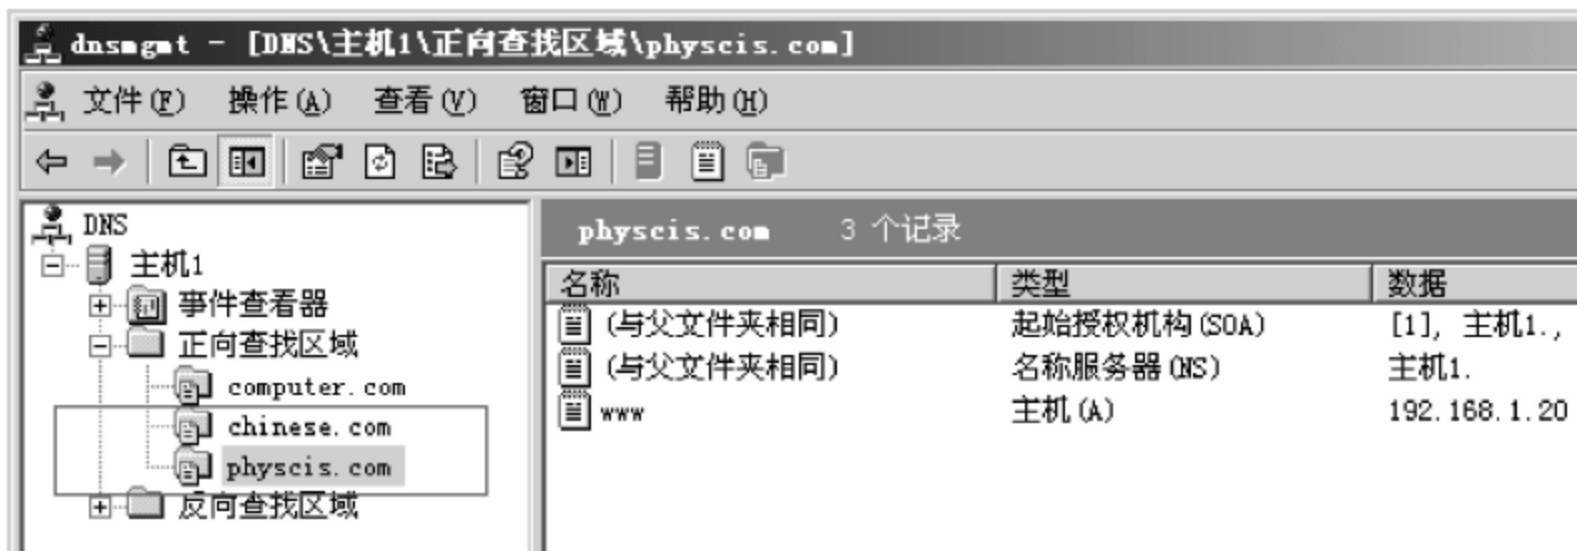 dnsmgmt - [DNS\主机1\正向查找区域\physcis.com]
文件(F) 操作(A) 查看(V) 窗口(W) 帮助(H)
DNS
主机1
事件查看器
正向查找区域
computer.com
chinese.com
physcis.com
反向查找区域
physcis.com 3 个记录
名称 类型 数据
(与父文件夹相同) 起始授权机构(SOA) [1], 主机1.,
(与父文件夹相同) 名称服务器(NS) 主机1.
www 主机(A) 192.168.1.20